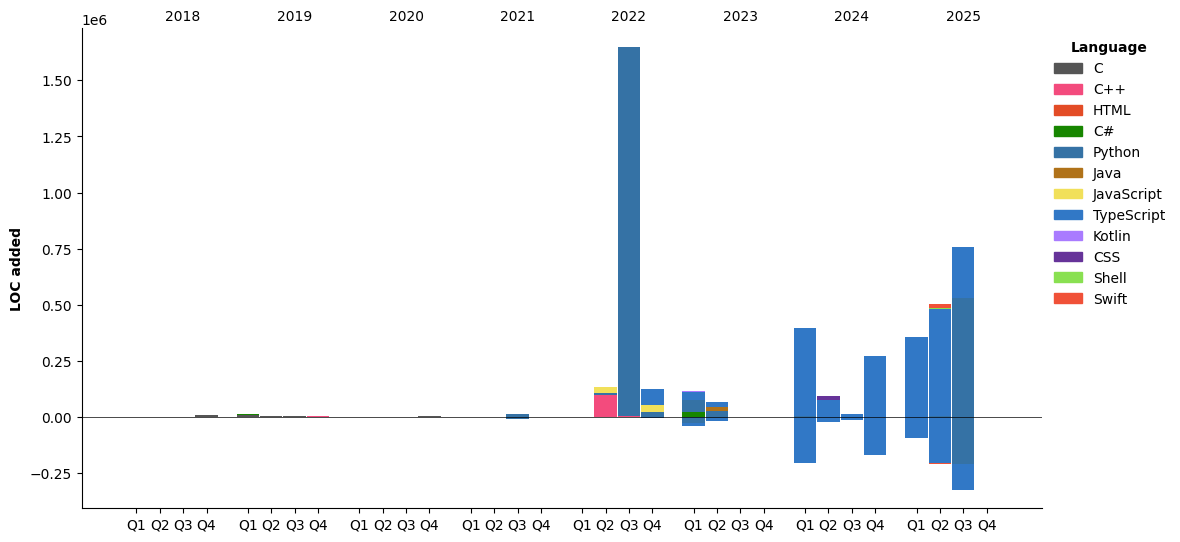 1e6
2018 2019 2020 2021 2022 2023 2024 2025
LOC added
1.50
1.25
1.00
0.75
0.50
0.25
0.00
−0.25
Q1 Q2 Q3 Q4 Q1 Q2 Q3 Q4 Q1 Q2 Q3 Q4 Q1 Q2 Q3 Q4 Q1 Q2 Q3 Q4 Q1 Q2 Q3 Q4 Q1 Q2 Q3 Q4 Q1 Q2 Q3 Q4
Language
C
C++
HTML
C#
Python
Java
JavaScript
TypeScript
Kotlin
CSS
Shell
Swift